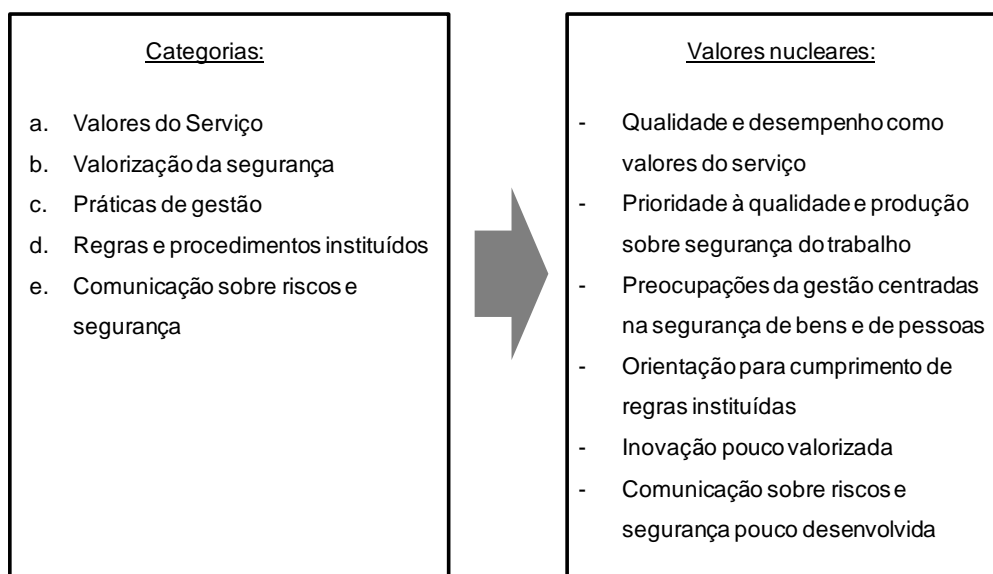 Categorias:
a. Valores do Serviço
b. Valorização da segurança
c. Práticas de gestão
d. Regras e procedimentos instituídos
e. Comunicação sobre riscos e
segurança
Valores nucleares:
- Qualidade e desempenho como
valores do serviço
- Prioridade à qualidade e produção
sobre segurança do trabalho
- Preocupações da gestão centradas
na segurança de bens e de pessoas
- Orientação para cumprimento de
regras instituídas
- Inovação pouco valorizada
- Comunicação sobre riscos e
segurança pouco desenvolvida